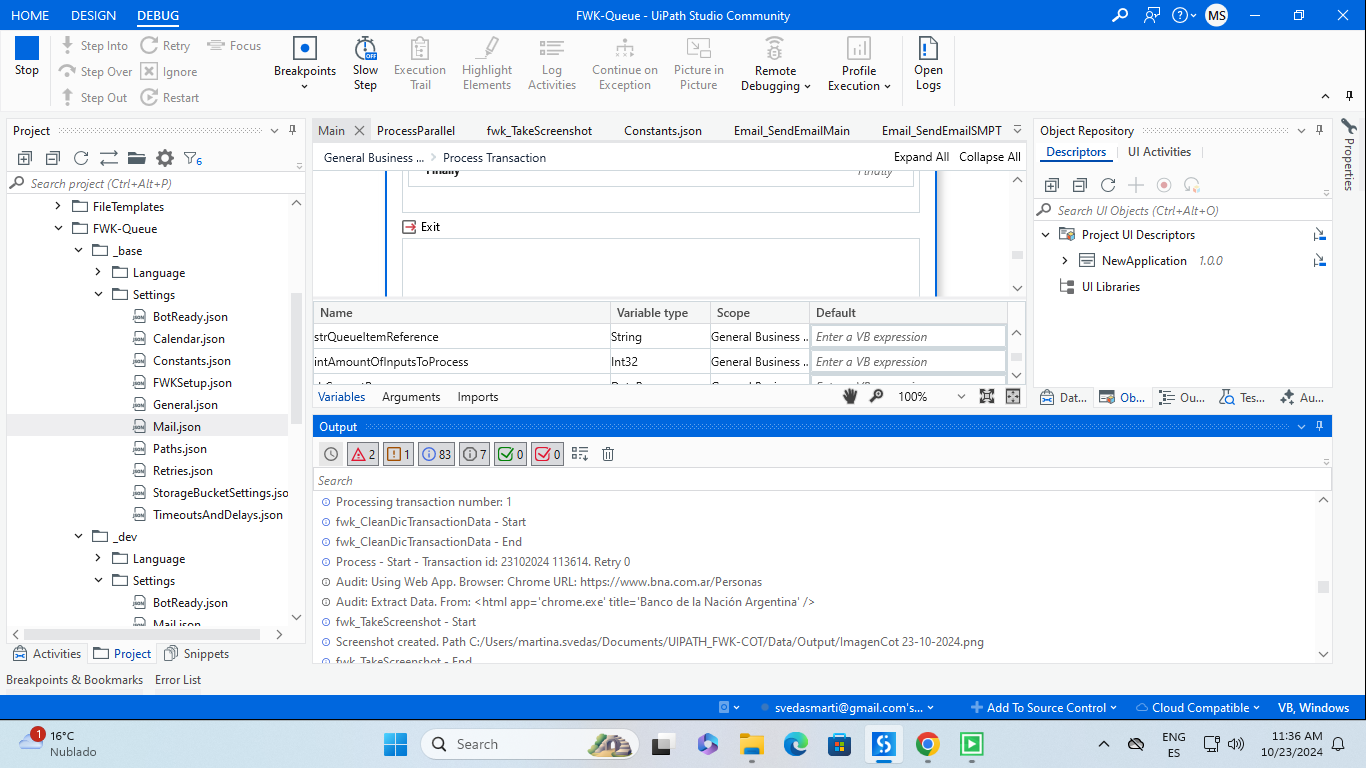 HOME
DESIGN
DEBUG
FWK-Queue - UiPath Studio Community
MS
Stop
Step Into
Step Over
Step Out
Retry
Ignore
Restart
Focus
Breakpoints
Slow
Step
OFF
Execution
Trail
Highlight
Elements
Log
Activities
Continue on
Exception
Picture in
Picture
Remote
Debugging
Profile
Execution
Open
Logs
Project
6
Search project (Ctrl+Alt+P)
FileTemplates
FWK-Queue
_base
Language
Settings
BotReady.json
Calendar.json
Constants.json
FWKSetup.json
General.json
Mail.json
Paths.json
Retries.json
StorageBucketSettings.jso
TimeoutsAndDelays.json
_dev
Language
Settings
BotReady.json
Mail.json
Activities
Project
Snippets
Breakpoints & Bookmarks
Error List
Main
ProcessParallel
fwk_TakeScreenshot
Constants.json
Email_SendEmailMain
Email_SendEmailSMPT
General Business ...
Process Transaction
Expand All
Collapse All
Finally
Finally
Exit
Name
Variable type
Scope
Default
strQueueItemReference
String
General Business ..
Enter a VB expression
intAmountOfInputsToProcess
Int32
General Business ..
Enter a VB expression
Variables
Arguments
Imports
100%
Output
2
1
83
7
0
0
Search
Processing transaction number: 1
fwk_CleanDicTransactionData - Start
fwk_CleanDicTransactionData - End
Process - Start - Transaction id: 23102024 113614. Retry 0
Audit: Using Web App. Browser: Chrome URL: https://www.bna.com.ar/Personas
Audit: Extract Data. From: <html app='chrome.exe' title='Banco de la Nación Argentina' />
fwk_TakeScreenshot - Start
Screenshot created. Path C:/Users/martina.svedas/Documents/UIPATH_FWK-COT/Data/Output/ImagenCot 23-10-2024.png
fwk_TakeScreenshot - End
Object Repository
Descriptors
UI Activities
Search UI Objects (Ctrl+Alt+O)
Project UI Descriptors
NewApplication
1.0.0
UI Libraries
Dat...
Ob...
Ou...
Tes...
Au...
Properties
svedasmarti@gmail.com's...
Add To Source Control
Cloud Compatible
VB, Windows
1
16°C
Nublado
Search
ENG
ES
11:36 AM
10/23/2024